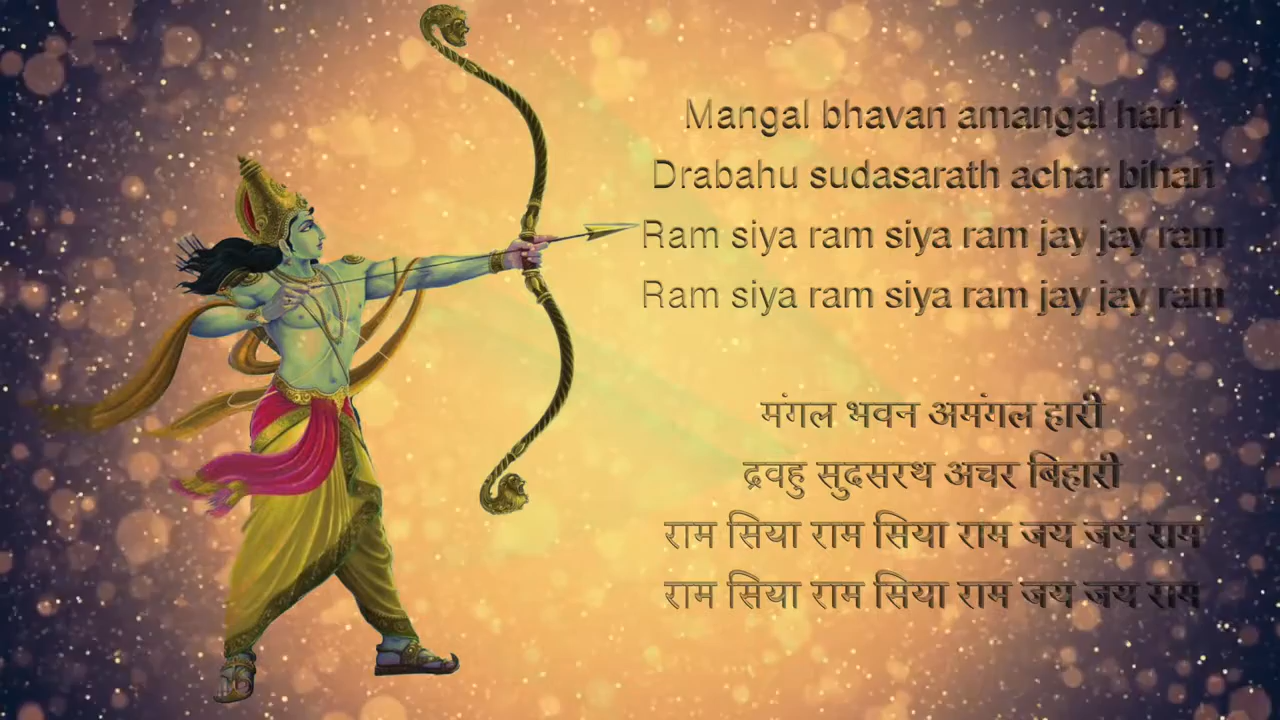 Mangal bhavan amangal hari
Drabahu sudasarath achar bihari
Ram siya ram siya ram jay jay ram
Ram siya ram siya ram jay jay ram
मंगल भवन अमंगल हारी
द्रवहु सुदसरथ अचर बिहारी
राम सिया राम सिया राम जय जय राम
राम सिया राम सिया राम जय जय राम